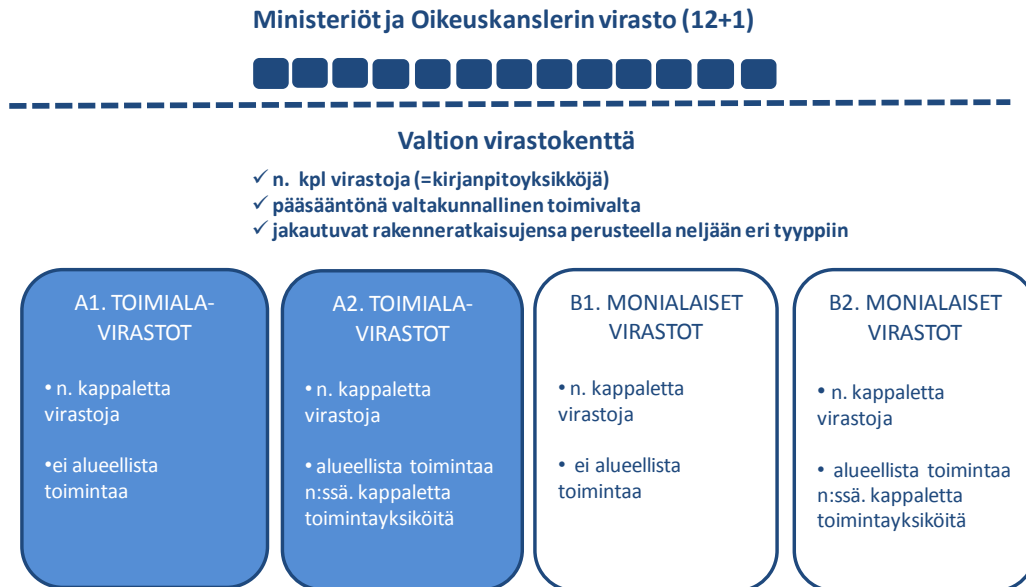 Ministeriöt ja Oikeuskanslerin virasto (12+1)
Valtion virastokenttä
✓ n. kpl virastoja (=kirjanpitoyksikköjä)
✓ pääsääntönä valtakunnallinen toimivalta
✓ jakautuvat rakenneratkaisujensa perusteella neljään eri tyyppiin
A1. TOIMIALA-
VIRASTOT
• n. kappaletta
virastoja
•ei alueellista
toimintaa
A2. TOIMIALA-
VIRASTOT
• n. kappaletta
virastoja
• alueellista toimintaa
n:ssä. kappaletta
toimintayksiköitä
B1. MONIALAISET
VIRASTOT
• n. kappaletta
virastoja
• ei alueellista
toimintaa
B2. MONIALAISET
VIRASTOT
• n. kappaletta
virastoja
• alueellista toimintaa
n:ssä. kappaletta
toimintayksiköitä